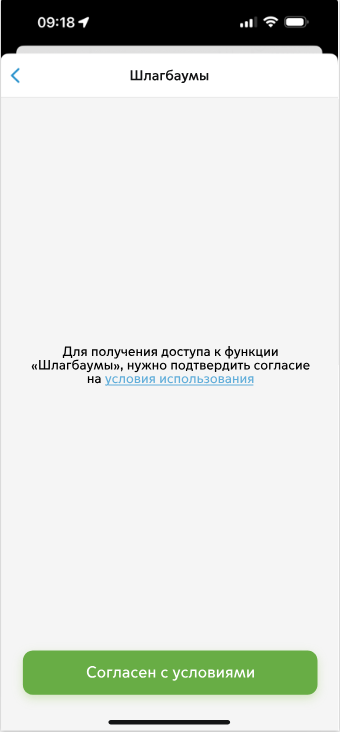 09:18
Шлагбаумы
Для получения доступа к функции
«Шлагбаумы», нужно подтвердить согласие
на условия использования
Согласен с условиями